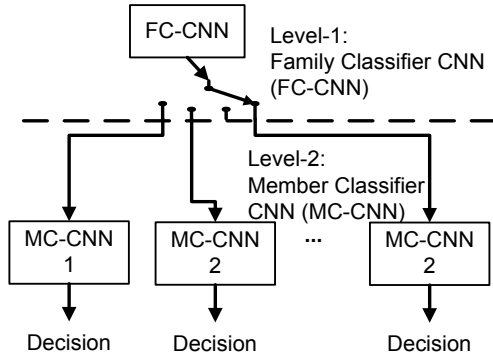 FC-CNN
Level-1:
Family Classifier CNN
(FC-CNN)
Level-2:
Member Classifier
CNN (MC-CNN)
MC-CNN
1
MC-CNN
2
...
MC-CNN
2
Decision
Decision
Decision